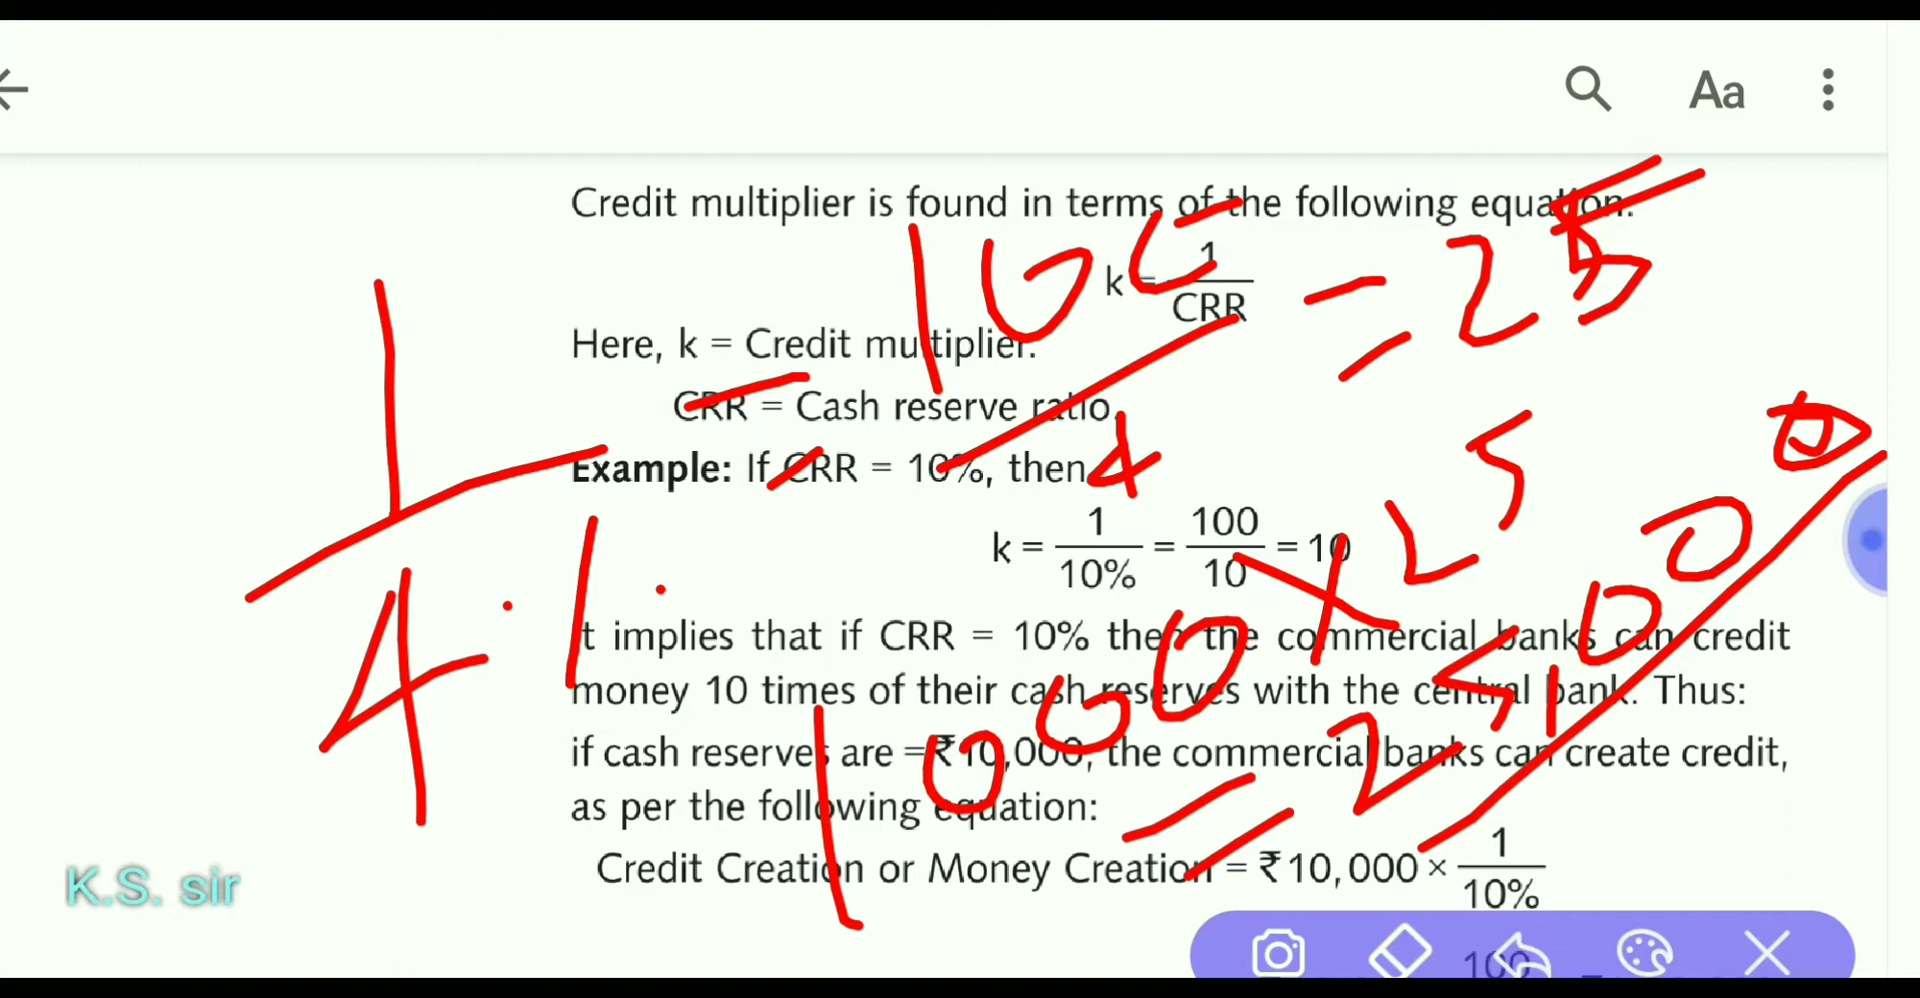 Aa
Credit multiplier is found in terms of the following equation.
k = 1/CRR
Here, k = Credit multiplier.
CRR = Cash reserve ratio.
Example: If CRR = 10%, then
k = 1/10% = 100/10 = 10
It implies that if CRR = 10% then the commercial banks can credit
money 10 times of their cash reserves with the central bank. Thus:
if cash reserves are = ₹10,000, the commercial banks can create credit,
as per the following equation:
Credit Creation or Money Creation = ₹10,000 × 1/10%
100
1/4%
100/4 = 25
1000 × 25
= 25,000
K.S. sir